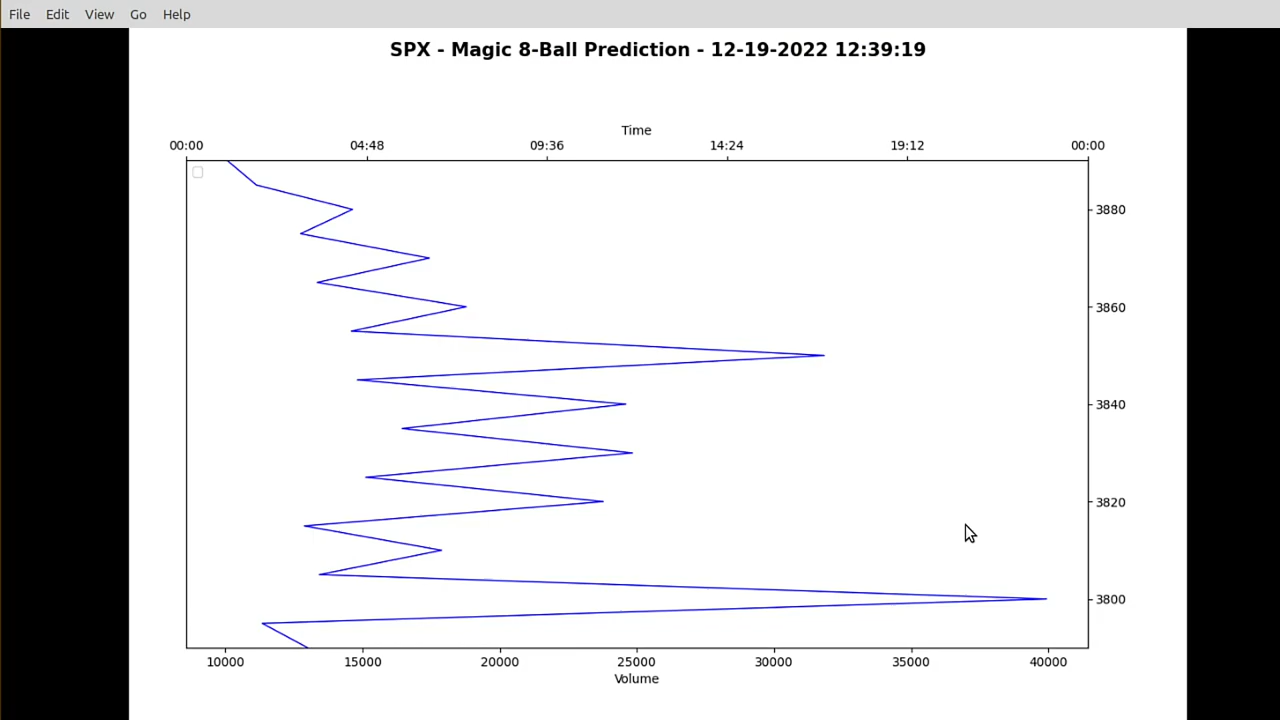 File Edit View Go Help
SPX - Magic 8-Ball Prediction - 12-19-2022 12:39:19
Time
00:00 04:48 09:36 14:24 19:12 00:00
3880
3860
3840
3820
3800
10000 15000 20000 25000 30000 35000 40000
Volume